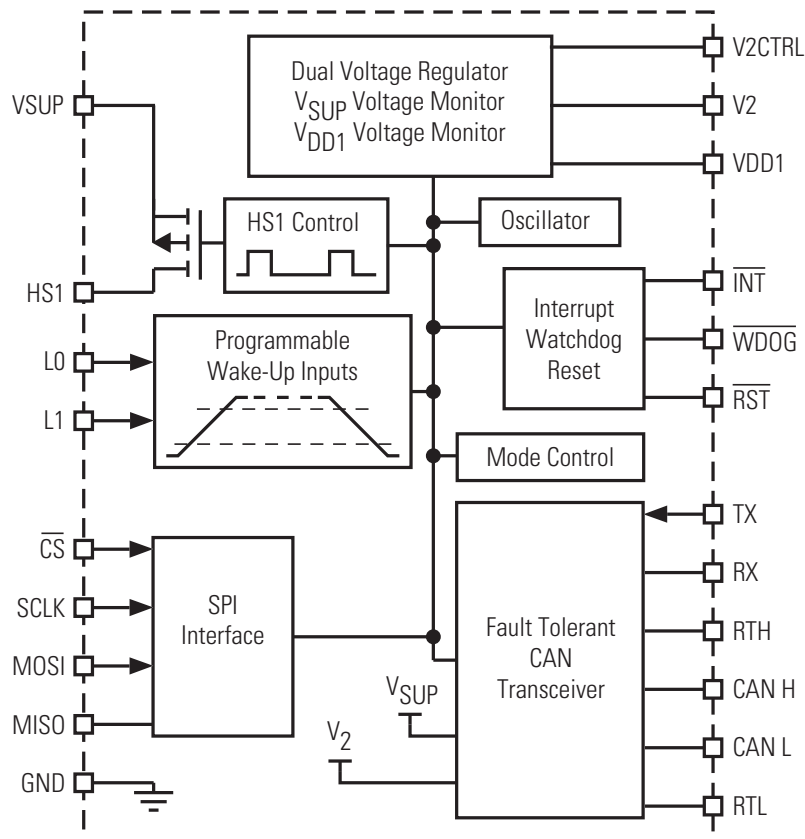 Dual Voltage Regulator
VSUP Voltage Monitor
VDD1 Voltage Monitor
V2CTRL
V2
VDD1
VSUP
HS1 Control
Oscillator
HS1
INT
Interrupt
Watchdog
Reset
WDOG
RST
Programmable
Wake-Up Inputs
L0
L1
Mode Control
CS
SCLK
MOSI
MISO
GND
SPI
Interface
TX
RX
RTH
CAN H
CAN L
RTL
Fault Tolerant
CAN
Transceiver
VSUP
V2